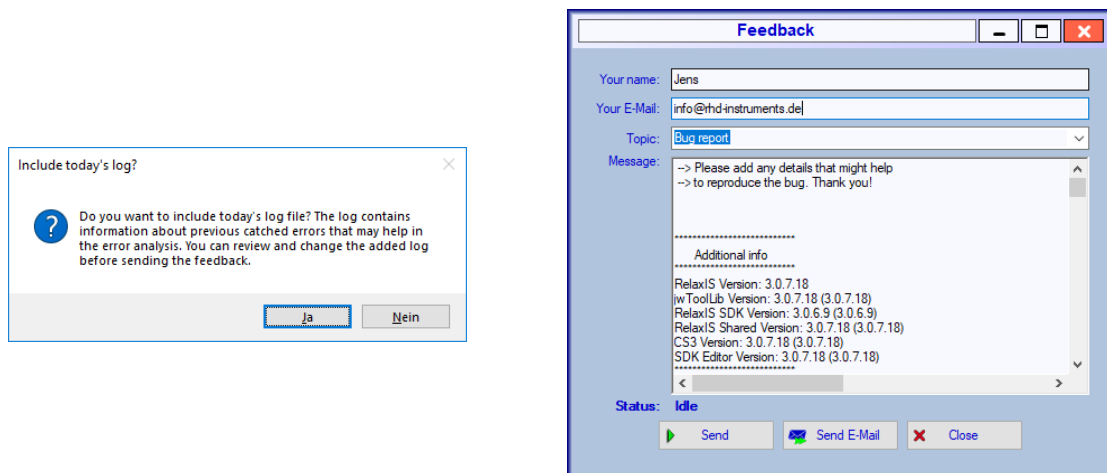 Include today's log?
Do you want to include today's log file? The log contains
information about previous catched errors that may help in
the error analysis. You can review and change the added log
before sending the feedback.
Ja
Nein
Feedback
Your name: Jens
Your E-Mail: info@rhd-instruments.de
Topic: Bug report
Message:
--> Please add any details that might help
--> to reproduce the bug. Thank you!
***************************
Additional info
***************************
RelaxIS Version: 3.0.7.18
jwToolLib Version: 3.0.7.18 (3.0.7.18)
RelaxIS SDK Version: 3.0.6.9 (3.0.6.9)
RelaxIS Shared Version: 3.0.7.18 (3.0.7.18)
CS3 Version: 3.0.7.18 (3.0.7.18)
SDK Editor Version: 3.0.7.18 (3.0.7.18)
***************************
Status: Idle
Send
Send E-Mail
Close